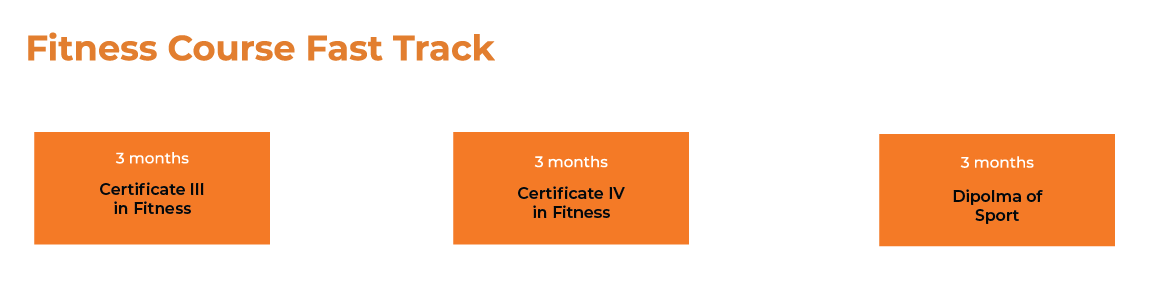 Fitness Course Fast Track
3 months
Certificate III
in Fitness
3 months
Certificate IV
in Fitness
3 months
Dipolma of
Sport